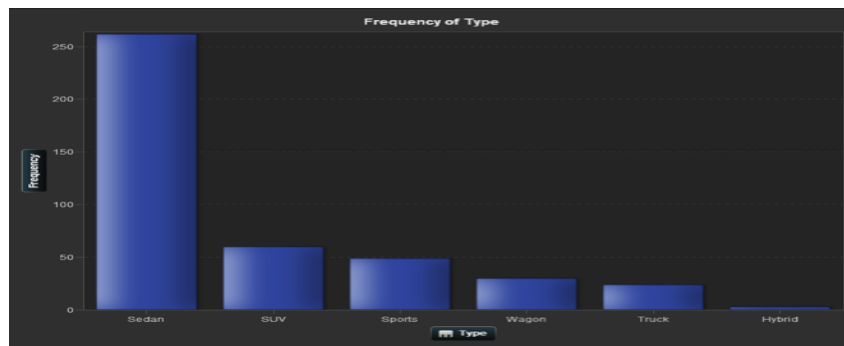 Frequency of Type
250
200
150
100
50
0
Frequency
Sedan SUV Sports Wagon Truck Hybrid
Type